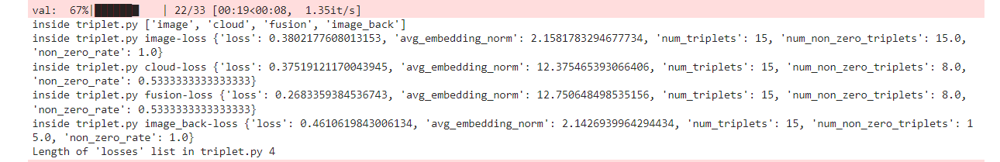 val:  67%|███████    | 22/33 [00:19<00:08,  1.35it/s]
inside triplet.py ['image', 'cloud', 'fusion', 'image_back']
inside triplet.py image-loss {'loss': 0.3802177608013153, 'avg_embedding_norm': 2.1581783294677734, 'num_triplets': 15, 'num_non_zero_triplets': 15.0,
'non_zero_rate': 1.0}
inside triplet.py cloud-loss {'loss': 0.37519121170043945, 'avg_embedding_norm': 12.375465393066406, 'num_triplets': 15, 'num_non_zero_triplets': 8.0,
'non_zero_rate': 0.5333333333333333}
inside triplet.py fusion-loss {'loss': 0.2683359384536743, 'avg_embedding_norm': 12.750648498535156, 'num_triplets': 15, 'num_non_zero_triplets': 8.0,
'non_zero_rate': 0.5333333333333333}
inside triplet.py image_back-loss {'loss': 0.4610619843006134, 'avg_embedding_norm': 2.1426939964294434, 'num_triplets': 15, 'num_non_zero_triplets': 1
5.0, 'non_zero_rate': 1.0}
Length of 'losses' list in triplet.py 4